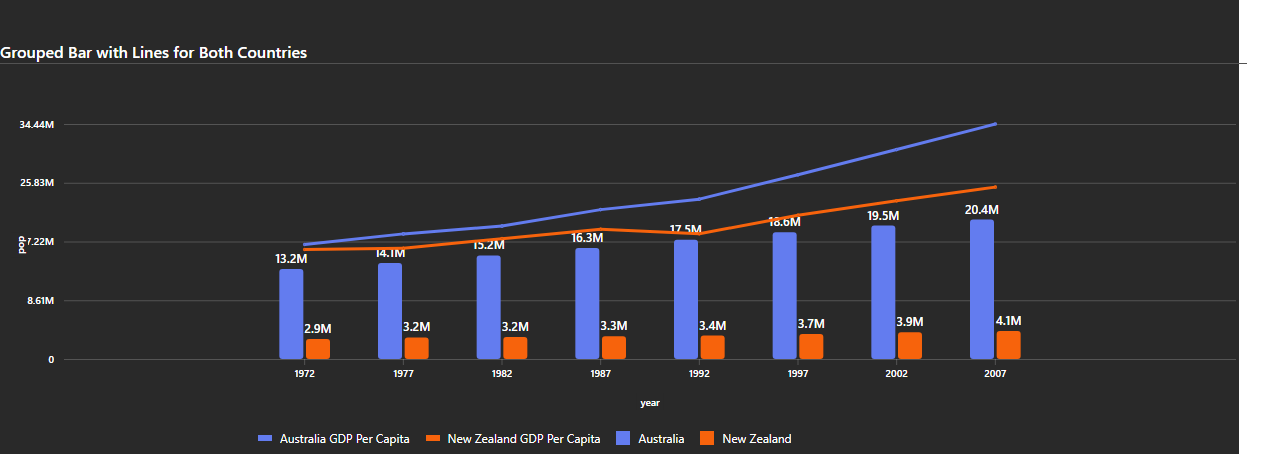 Grouped Bar with Lines for Both Countries
34.44M
25.83M
7.22M
8.61M
0
pop
13.2M
14.1M
15.2M
16.3M
17.5M
18.6M
19.5M
20.4M
2.9M
3.2M
3.2M
3.3M
3.4M
3.7M
3.9M
4.1M
1972 1977 1982 1987 1992 1997 2002 2007
year
Australia GDP Per Capita New Zealand GDP Per Capita Australia New Zealand